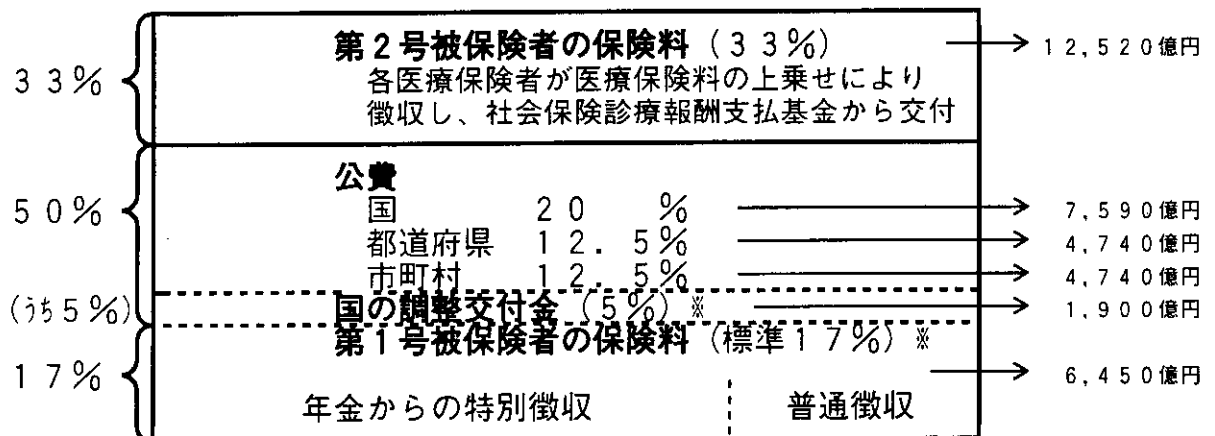 第２号被保険者の保険料（３３％） 12,520億円
33%
各医療保険者が医療保険料の上乗せにより
徴収し、社会保険診療報酬支払基金から交付
公費
50% 国 20 % 7,590億円
都道府県 12.5% 4,740億円
市町村 12.5% 4,740億円
(うち5%) 国の調整交付金（5%）※ 1,900億円
第１号被保険者の保険料（標準１７％）※
17% 6,450億円
年金からの特別徴収 普通徴収